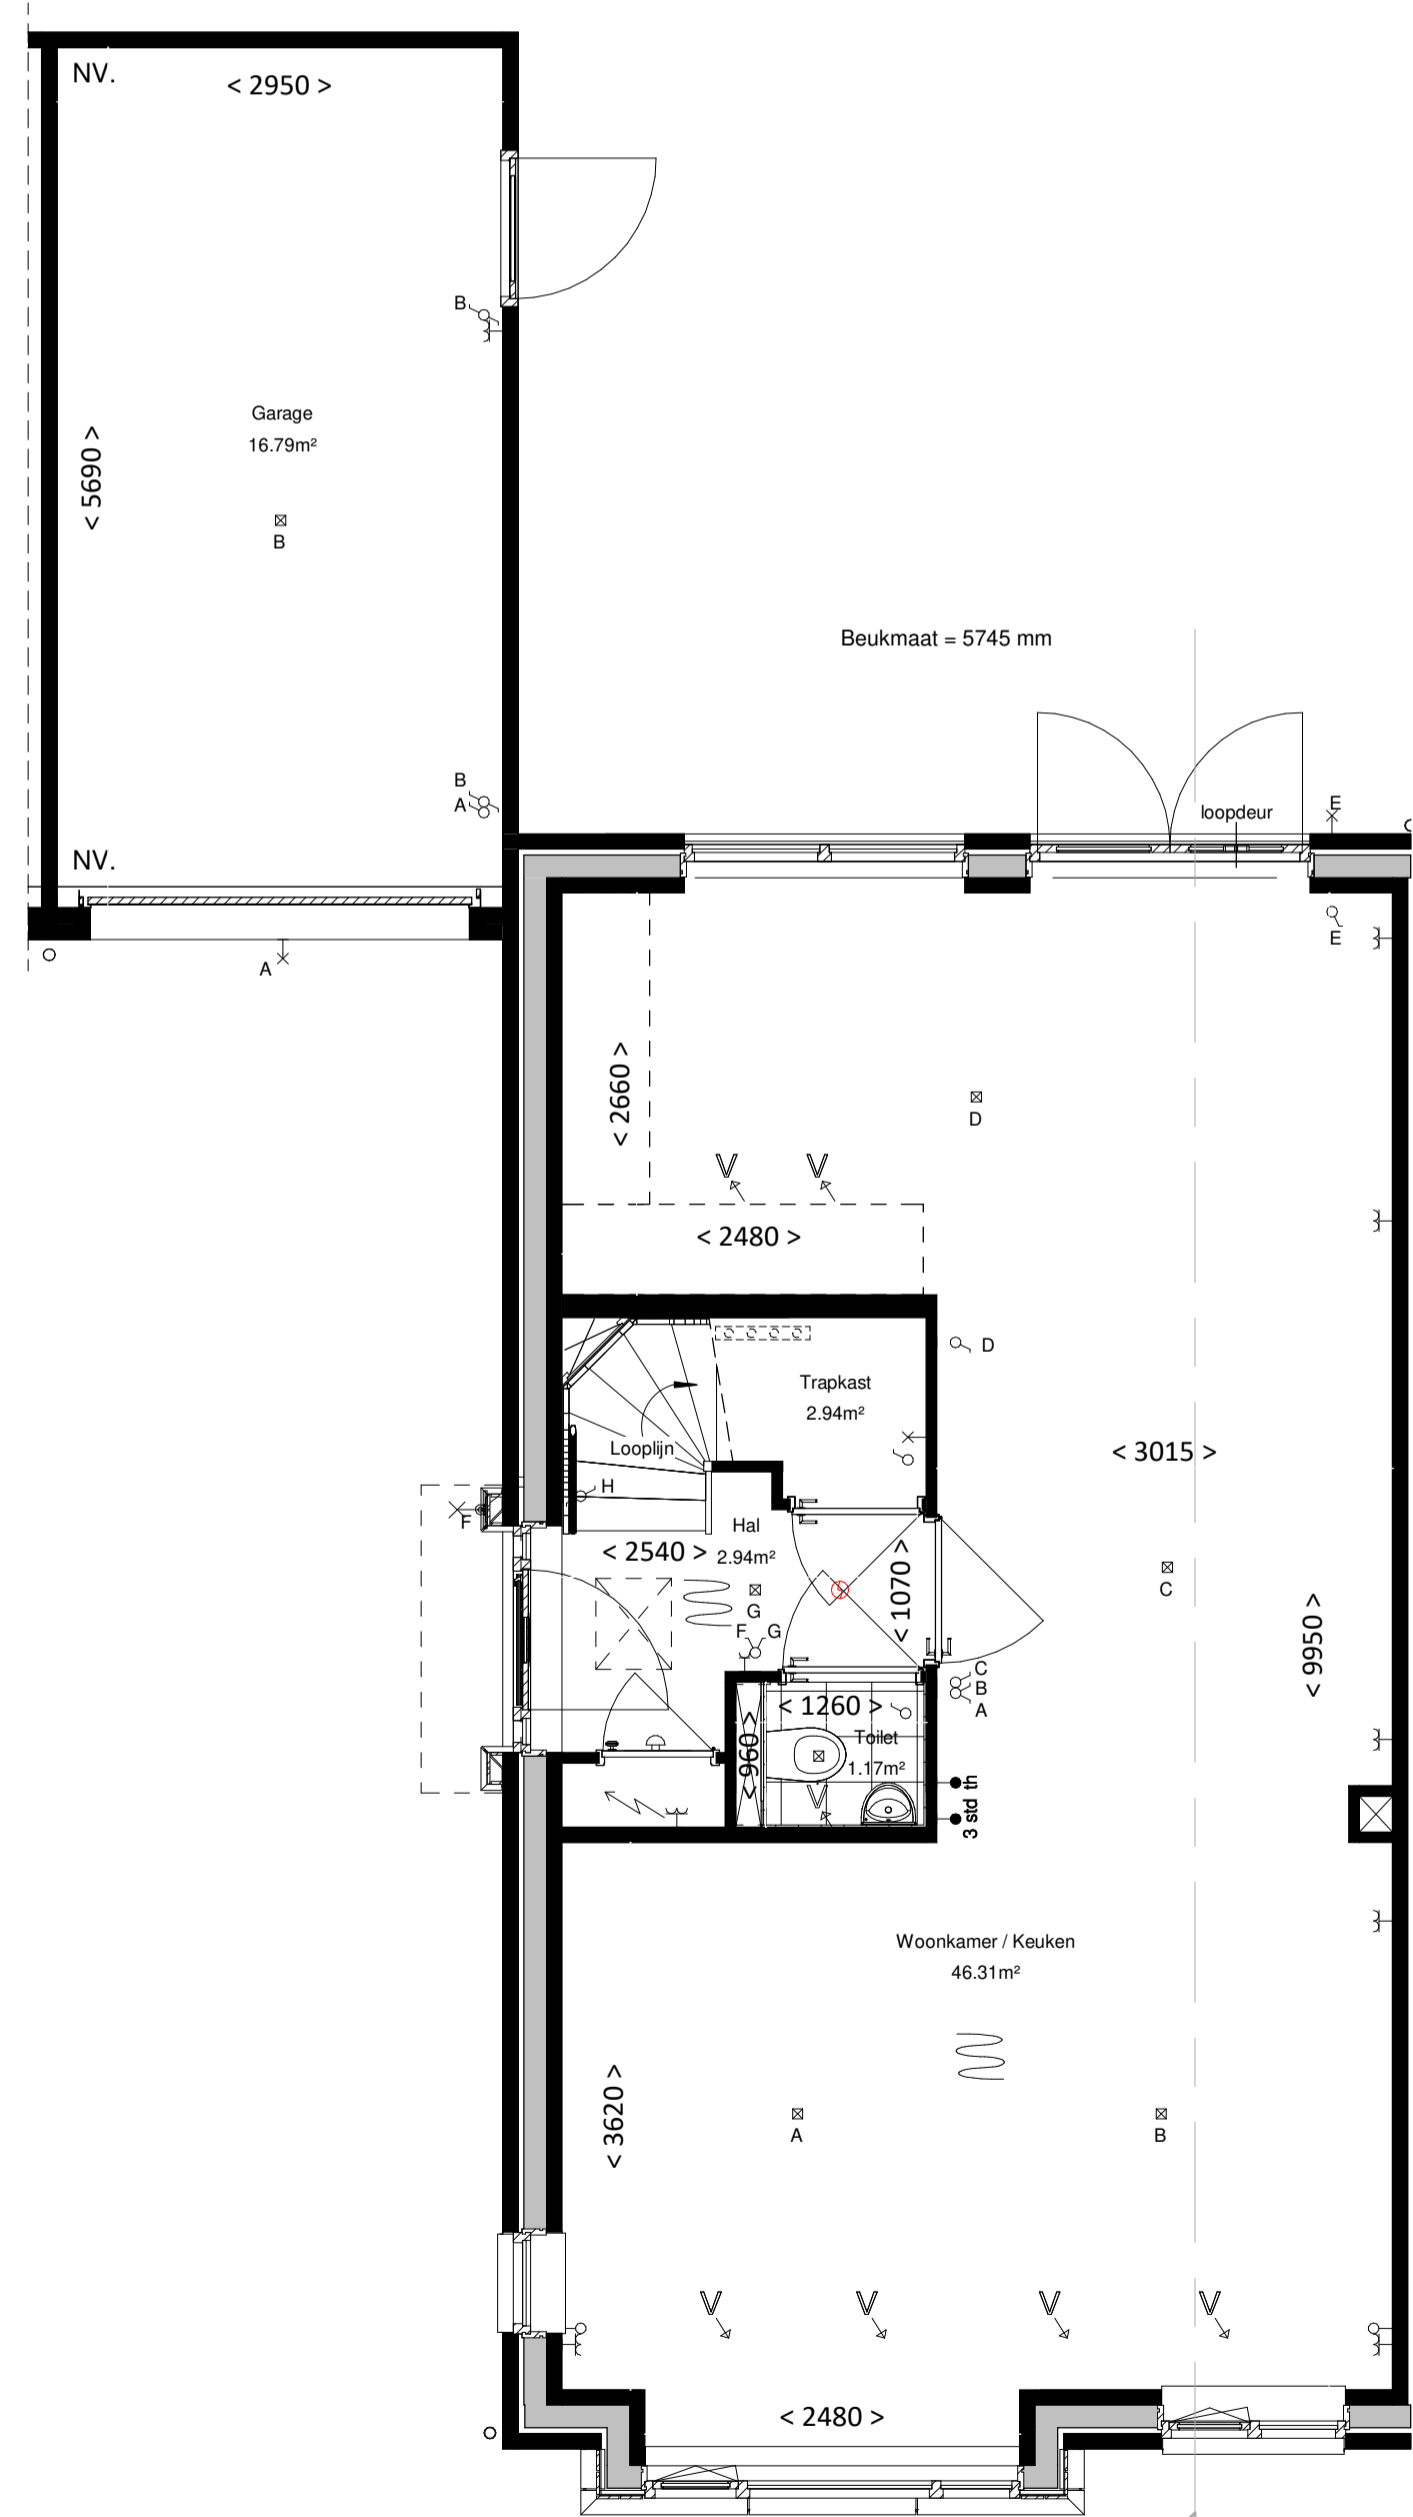 NV.
< 2950 >
B
Garage
16.79m²
< 5690 >
B
Beukmaat = 5745 mm
B
A
loopdeur
E
NV.
E
A
< 2660 >
D
V V
< 2480 >
D
Trapkast
2.94m²
Looplijn
< 3015 >
H
F
Hal
< 2540 > 2.94m²
< 1070 >
C
G
F G
< 9950 >
C
B
A
< 1260 >
< 960 >
Toilet
1.17m²
V
3 std th
Woonkamer / Keuken
46.31m²
< 3620 >
A
B
V V V V
< 2480 >